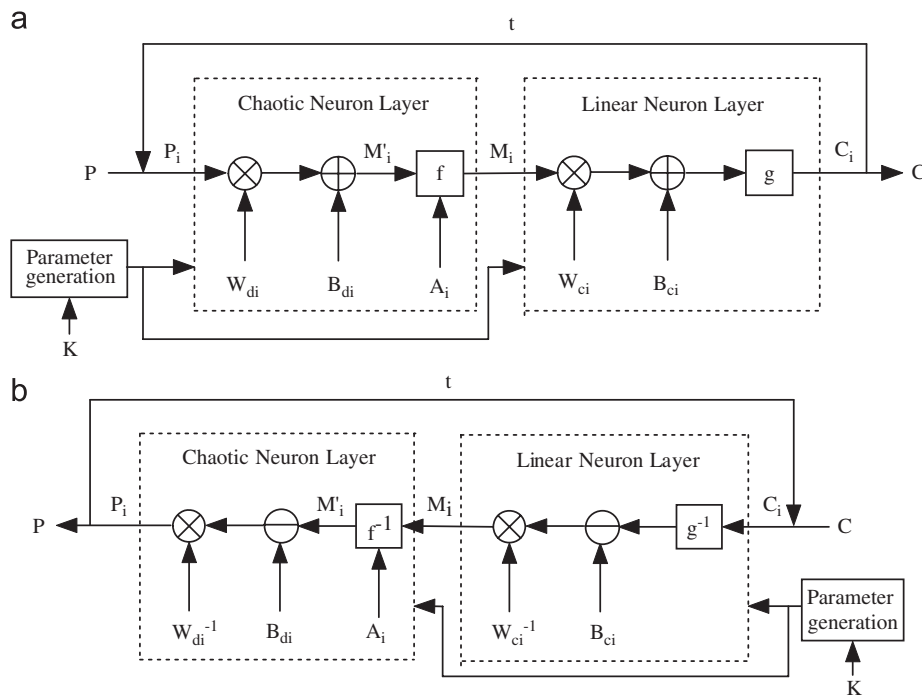 a
t
Chaotic Neuron Layer
Linear Neuron Layer
P
P_i
M'_i
f
M_i
g
C_i
C
Parameter generation
W_di
B_di
A_i
W_ci
B_ci
K
b
t
Chaotic Neuron Layer
Linear Neuron Layer
P
P_i
M'_i
f^-1
M_i
g^-1
C_i
C
W_di^-1
B_di
A_i
W_ci^-1
B_ci
Parameter
generation
K